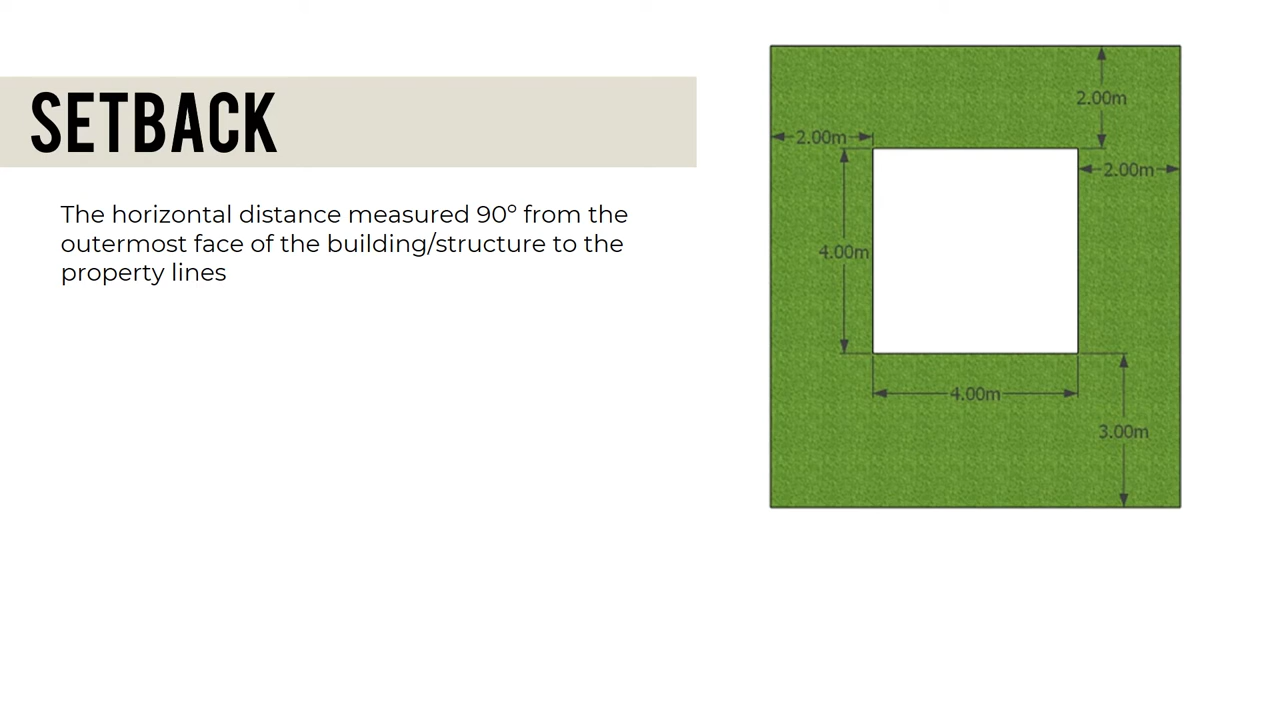 SETBACK
The horizontal distance measured 90° from the
outermost face of the building/structure to the
property lines
2.00m
2.00m
2.00m
4.00m
4.00m
3.00m